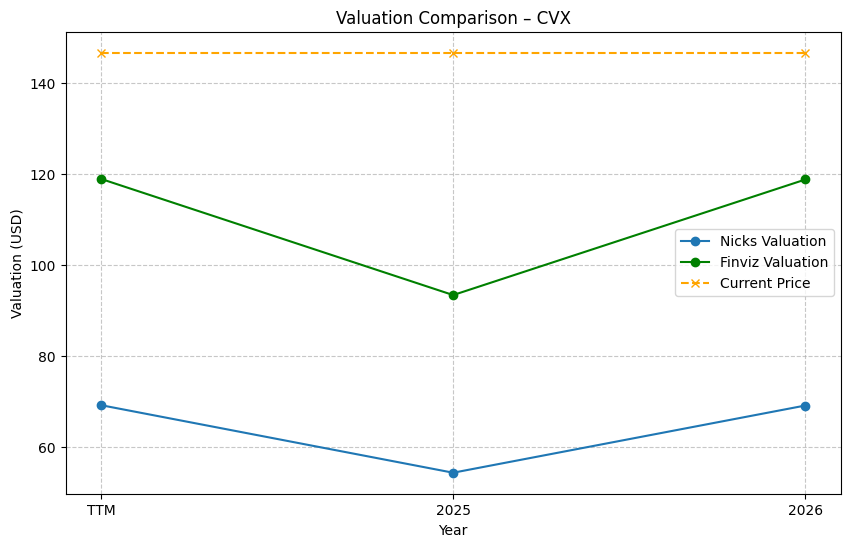 Valuation Comparison – CVX
Valuation (USD)
140
120
100
80
60
Nicks Valuation
Finviz Valuation
Current Price
TTM 2025 2026
Year